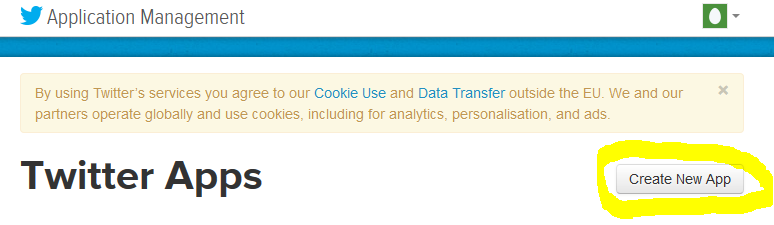 Application Management
By using Twitter's services you agree to our Cookie Use and Data Transfer outside the EU. We and our
partners operate globally and use cookies, including for analytics, personalisation, and ads.
×
Twitter Apps
Create New App